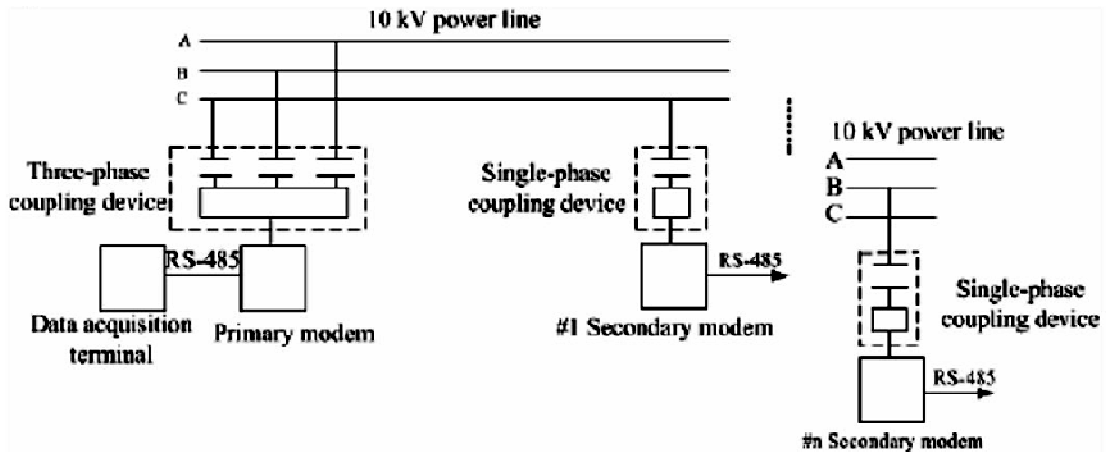 10 kV power line
A
B
C
Three-phase
coupling device
RS-485
Data acquisition
terminal
Primary modem
Single-phase
coupling device
RS-485
#1 Secondary modem
10 kV power line
A
B
C
Single-phase
coupling device
RS-485
#n Secondary modem